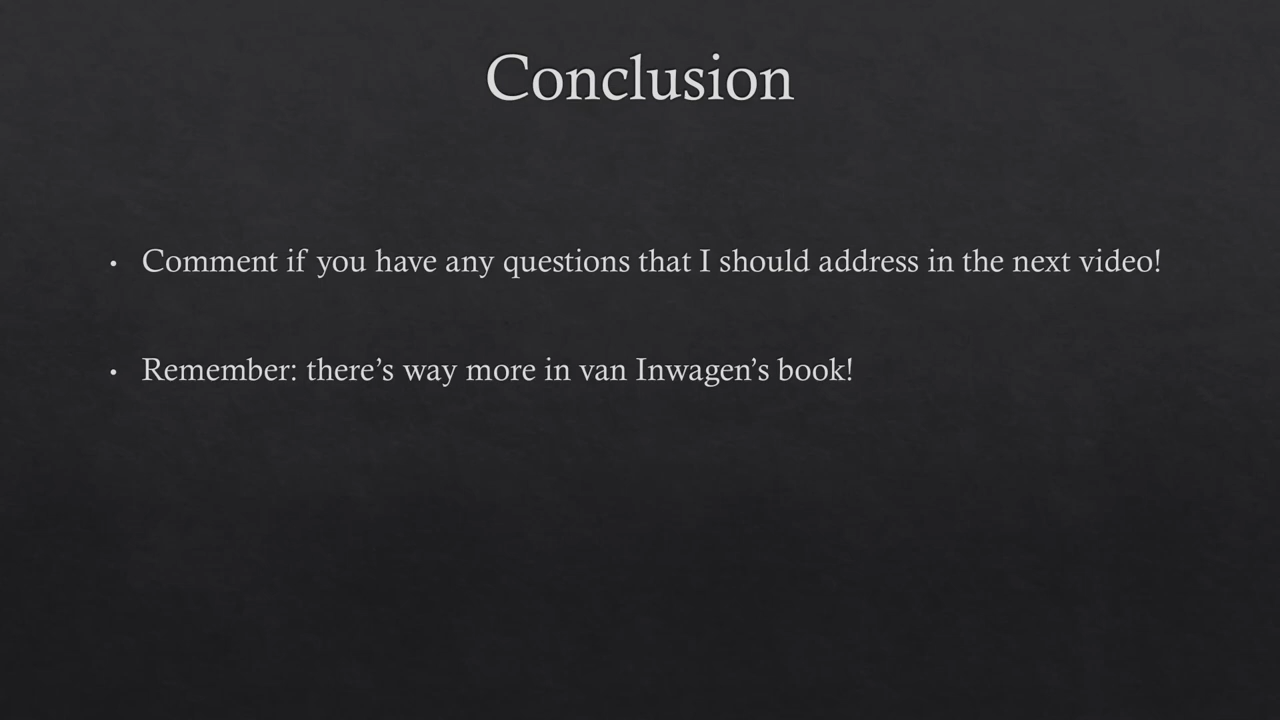 Conclusion
• Comment if you have any questions that I should address in the next video!
• Remember: there’s way more in van Inwagen’s book!